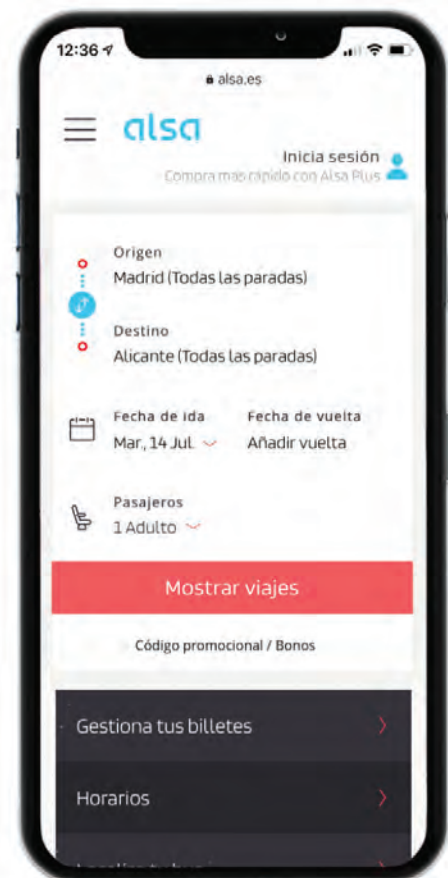 12:36
alsa.es
alsa
Inicia sesión
Compra más rápido con Alsa Plus
Origen
Madrid (Todas las paradas)
Destino
Alicante (Todas las paradas)
Fecha de ida Fecha de vuelta
Mar., 14 Jul. Añadir vuelta
Pasajeros
1 Adulto
Mostrar viajes
Código promocional / Bonos
Gestiona tus billetes
Horarios